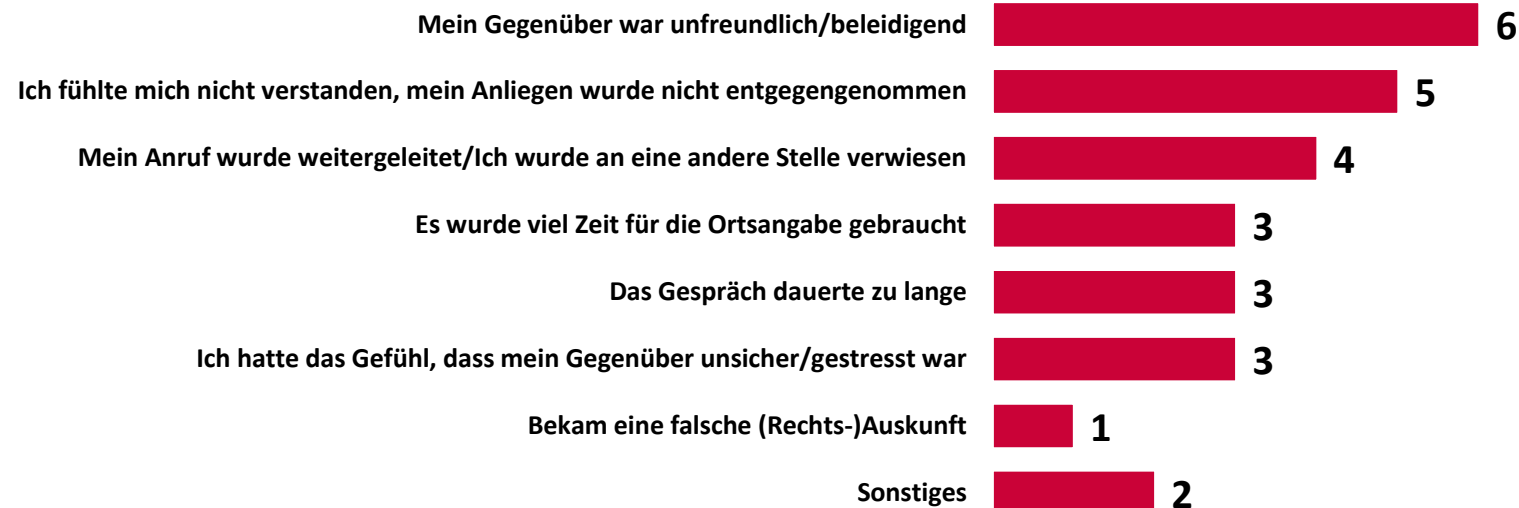 Mein Gegenüber war unfreundlich/beleidigend 6
Ich fühlte mich nicht verstanden, mein Anliegen wurde nicht entgegengenommen 5
Mein Anruf wurde weitergeleitet/Ich wurde an eine andere Stelle verwiesen 4
Es wurde viel Zeit für die Ortsangabe gebraucht 3
Das Gespräch dauerte zu lange 3
Ich hatte das Gefühl, dass mein Gegenüber unsicher/gestresst war 3
Bekam eine falsche (Rechts-)Auskunft 1
Sonstiges 2